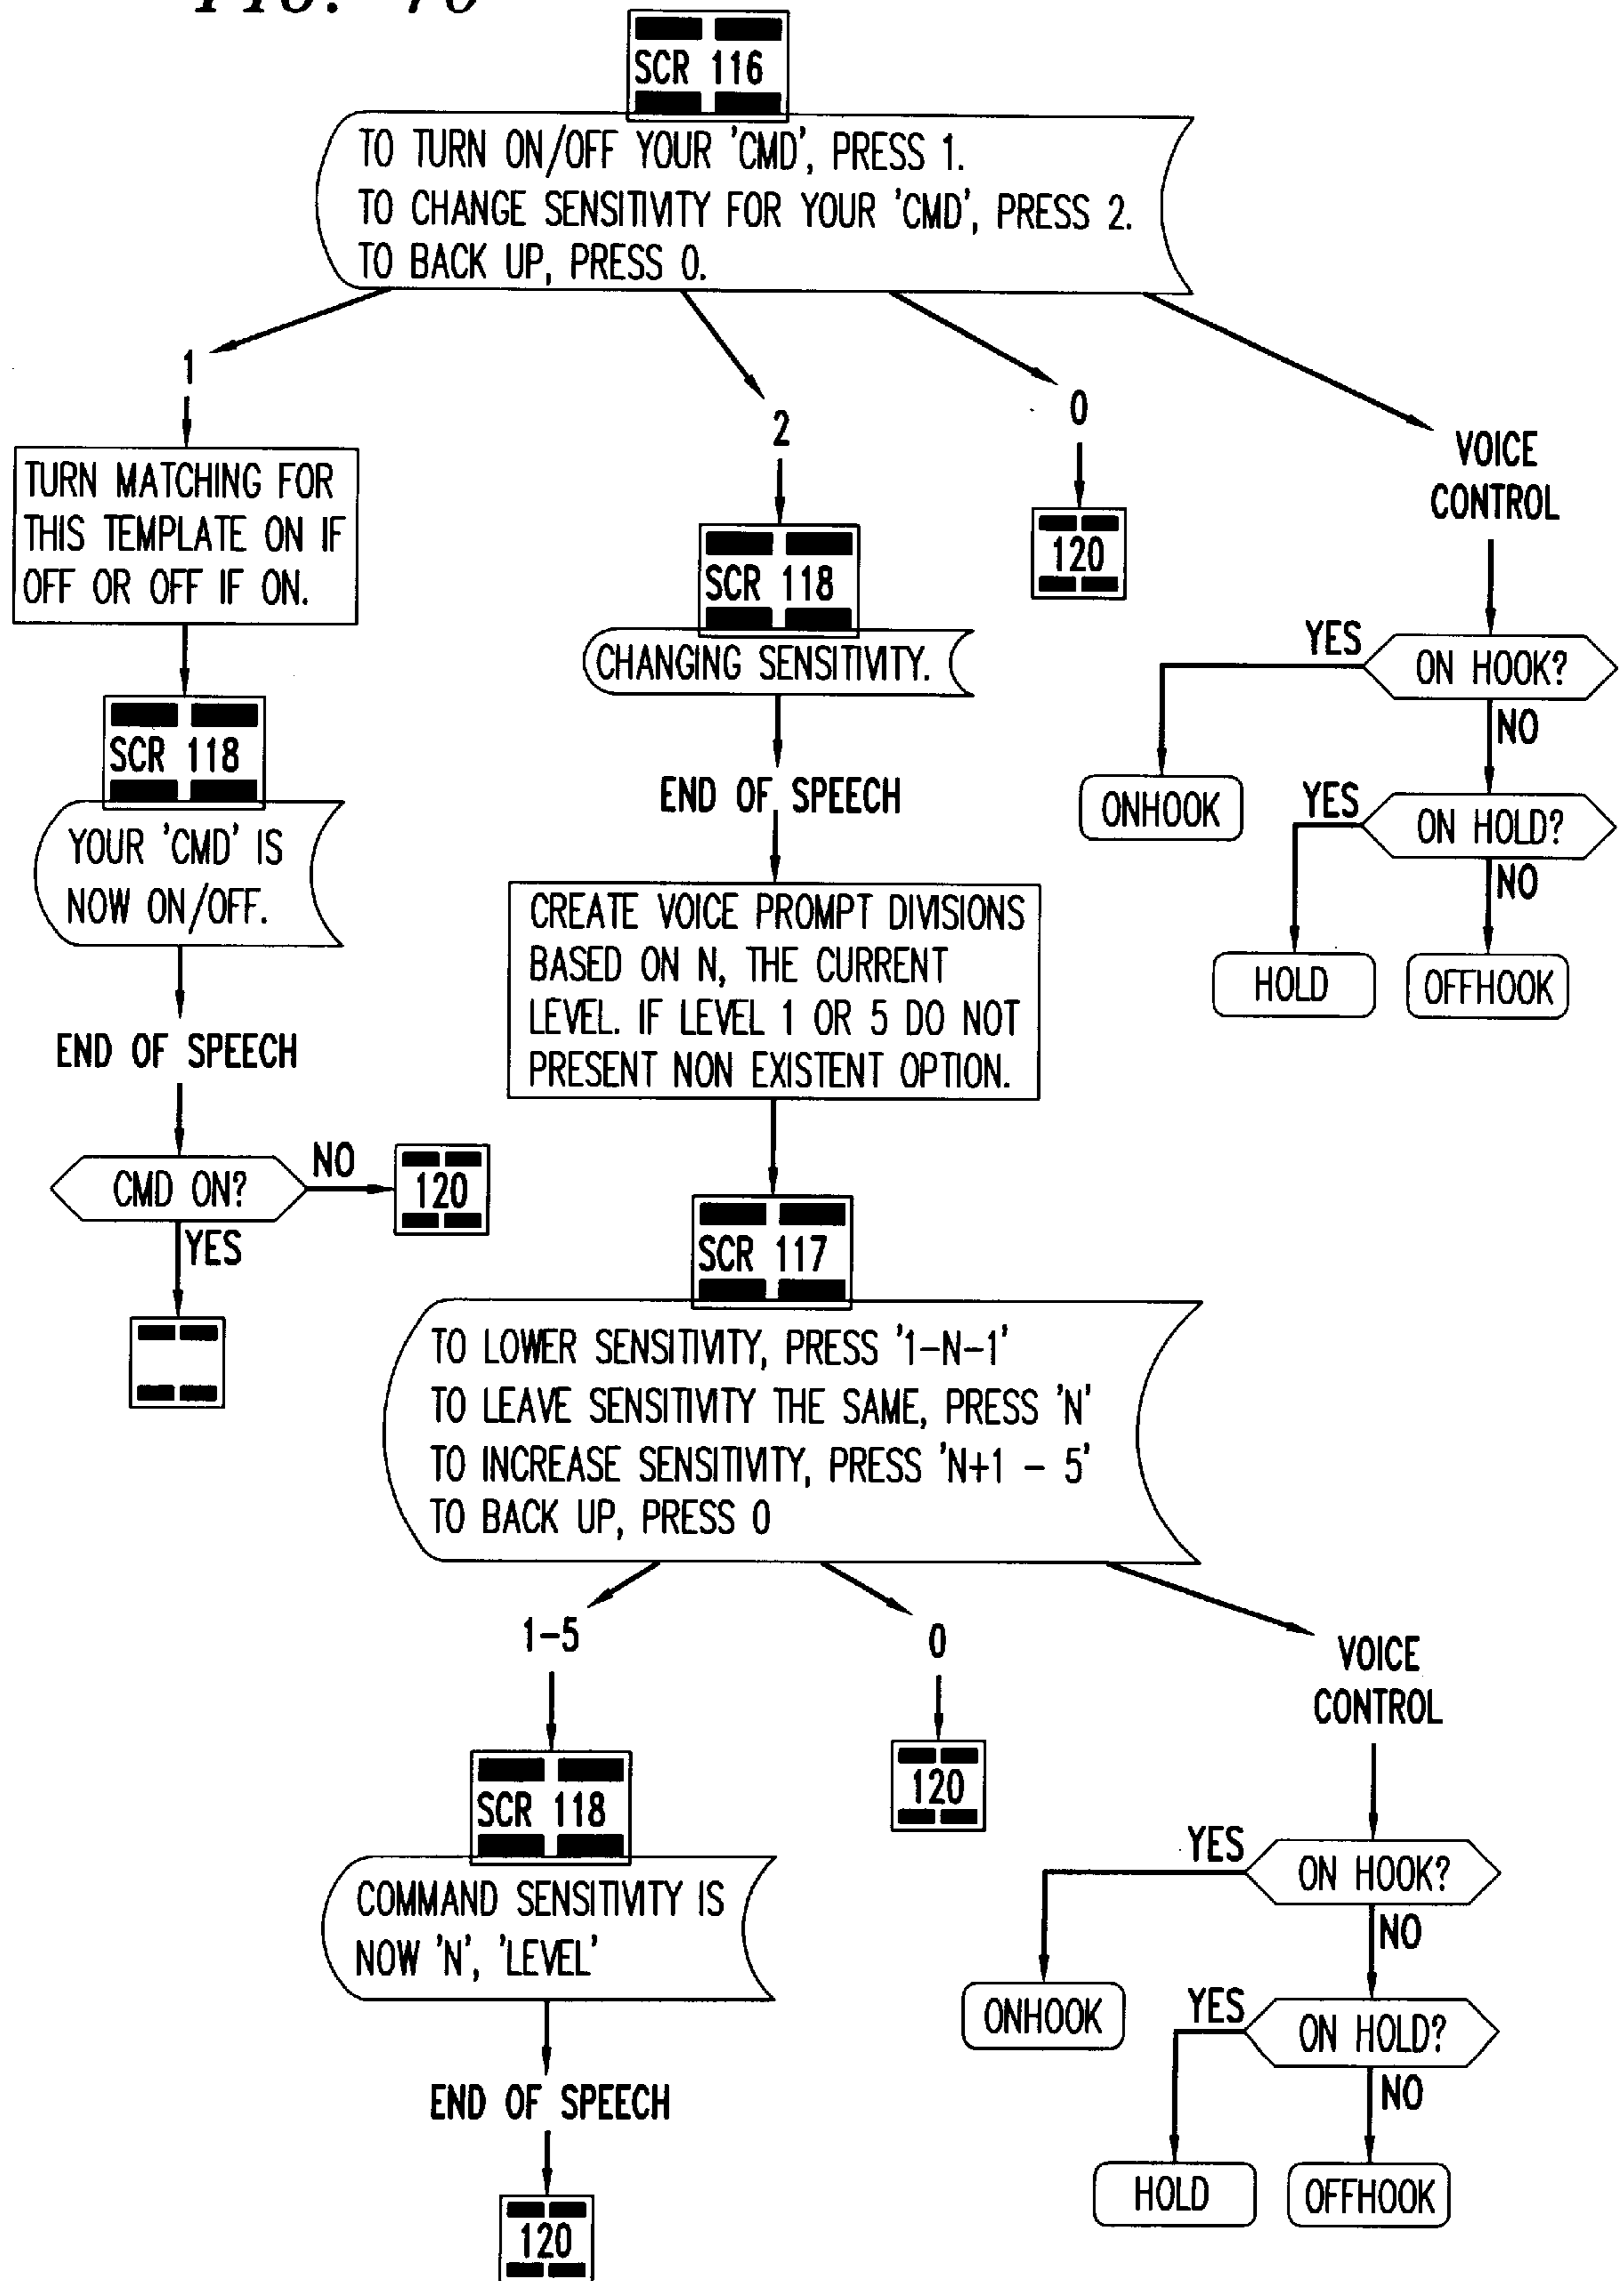 SCR 116
TO TURN ON/OFF YOUR 'CMD', PRESS 1.
TO CHANGE SENSITIVITY FOR YOUR 'CMD', PRESS 2.
TO BACK UP, PRESS 0.
1
TURN MATCHING FOR
THIS TEMPLATE ON IF
OFF OR OFF IF ON.
SCR 118
YOUR 'CMD' IS
NOW ON/OFF.
END OF SPEECH
CMD ON?
NO
120
YES
2
SCR 118
CHANGING SENSITIVITY.
END OF SPEECH
CREATE VOICE PROMPT DIVISIONS
BASED ON N, THE CURRENT
LEVEL. IF LEVEL 1 OR 5 DO NOT
PRESENT NON EXISTENT OPTION.
SCR 117
TO LOWER SENSITIVITY, PRESS '1-N-1'
TO LEAVE SENSITIVITY THE SAME, PRESS 'N'
TO INCREASE SENSITIVITY, PRESS 'N+1 - 5'
TO BACK UP, PRESS 0
0
120
VOICE
CONTROL
YES
ON HOOK?
NO
ONHOOK
YES
ON HOLD?
NO
HOLD
OFFHOOK
1-5
SCR 118
COMMAND SENSITIVITY IS
NOW 'N', 'LEVEL'
END OF SPEECH
120
0
120
VOICE
CONTROL
YES
ON HOOK?
NO
ONHOOK
YES
ON HOLD?
NO
HOLD
OFFHOOK